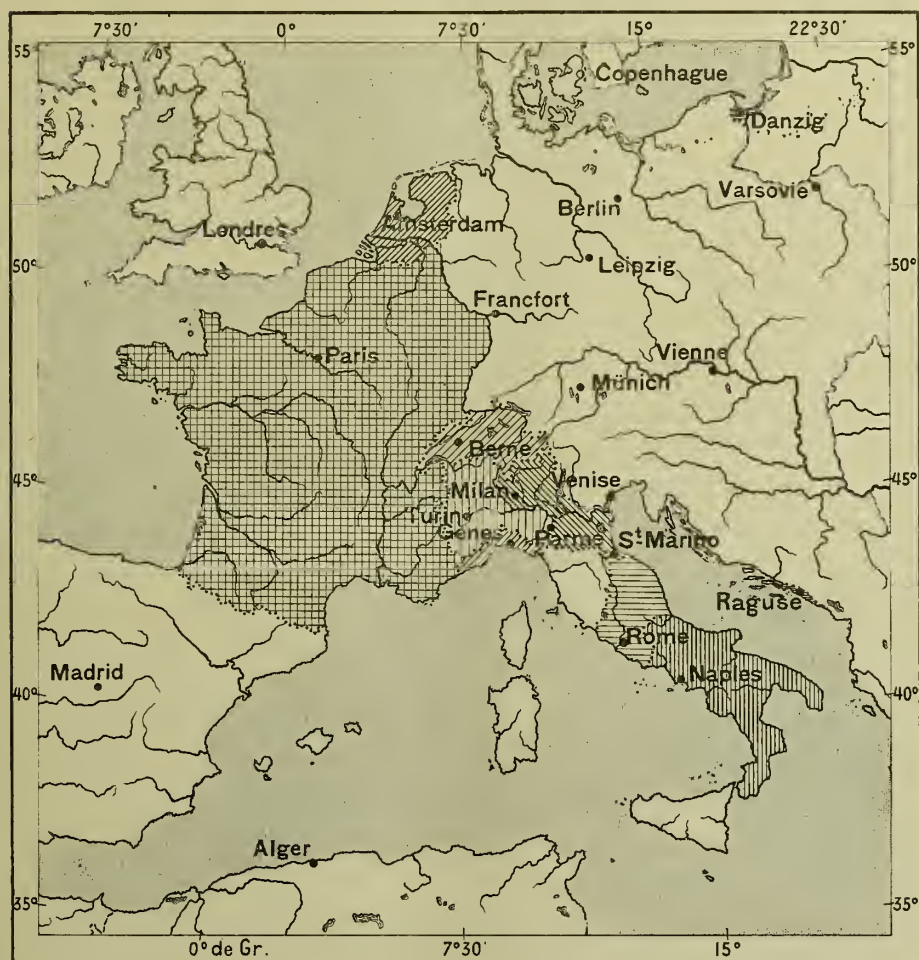 7°30' 0° 7°30' 15° 22°30'
55° 55°
Copenhague
Danzig
Varsovie
Berlin
Amsterdam
Londres
50° Leipzig 50°
Francfort
Paris Vienne
Münich
Berne
45° Milan Venise 45°
Turin Gênes Parme St Marino
Raguse
Rome
Madrid Naples
40° 40°
Alger
35° 35°
0° de Gr. 7°30' 15°